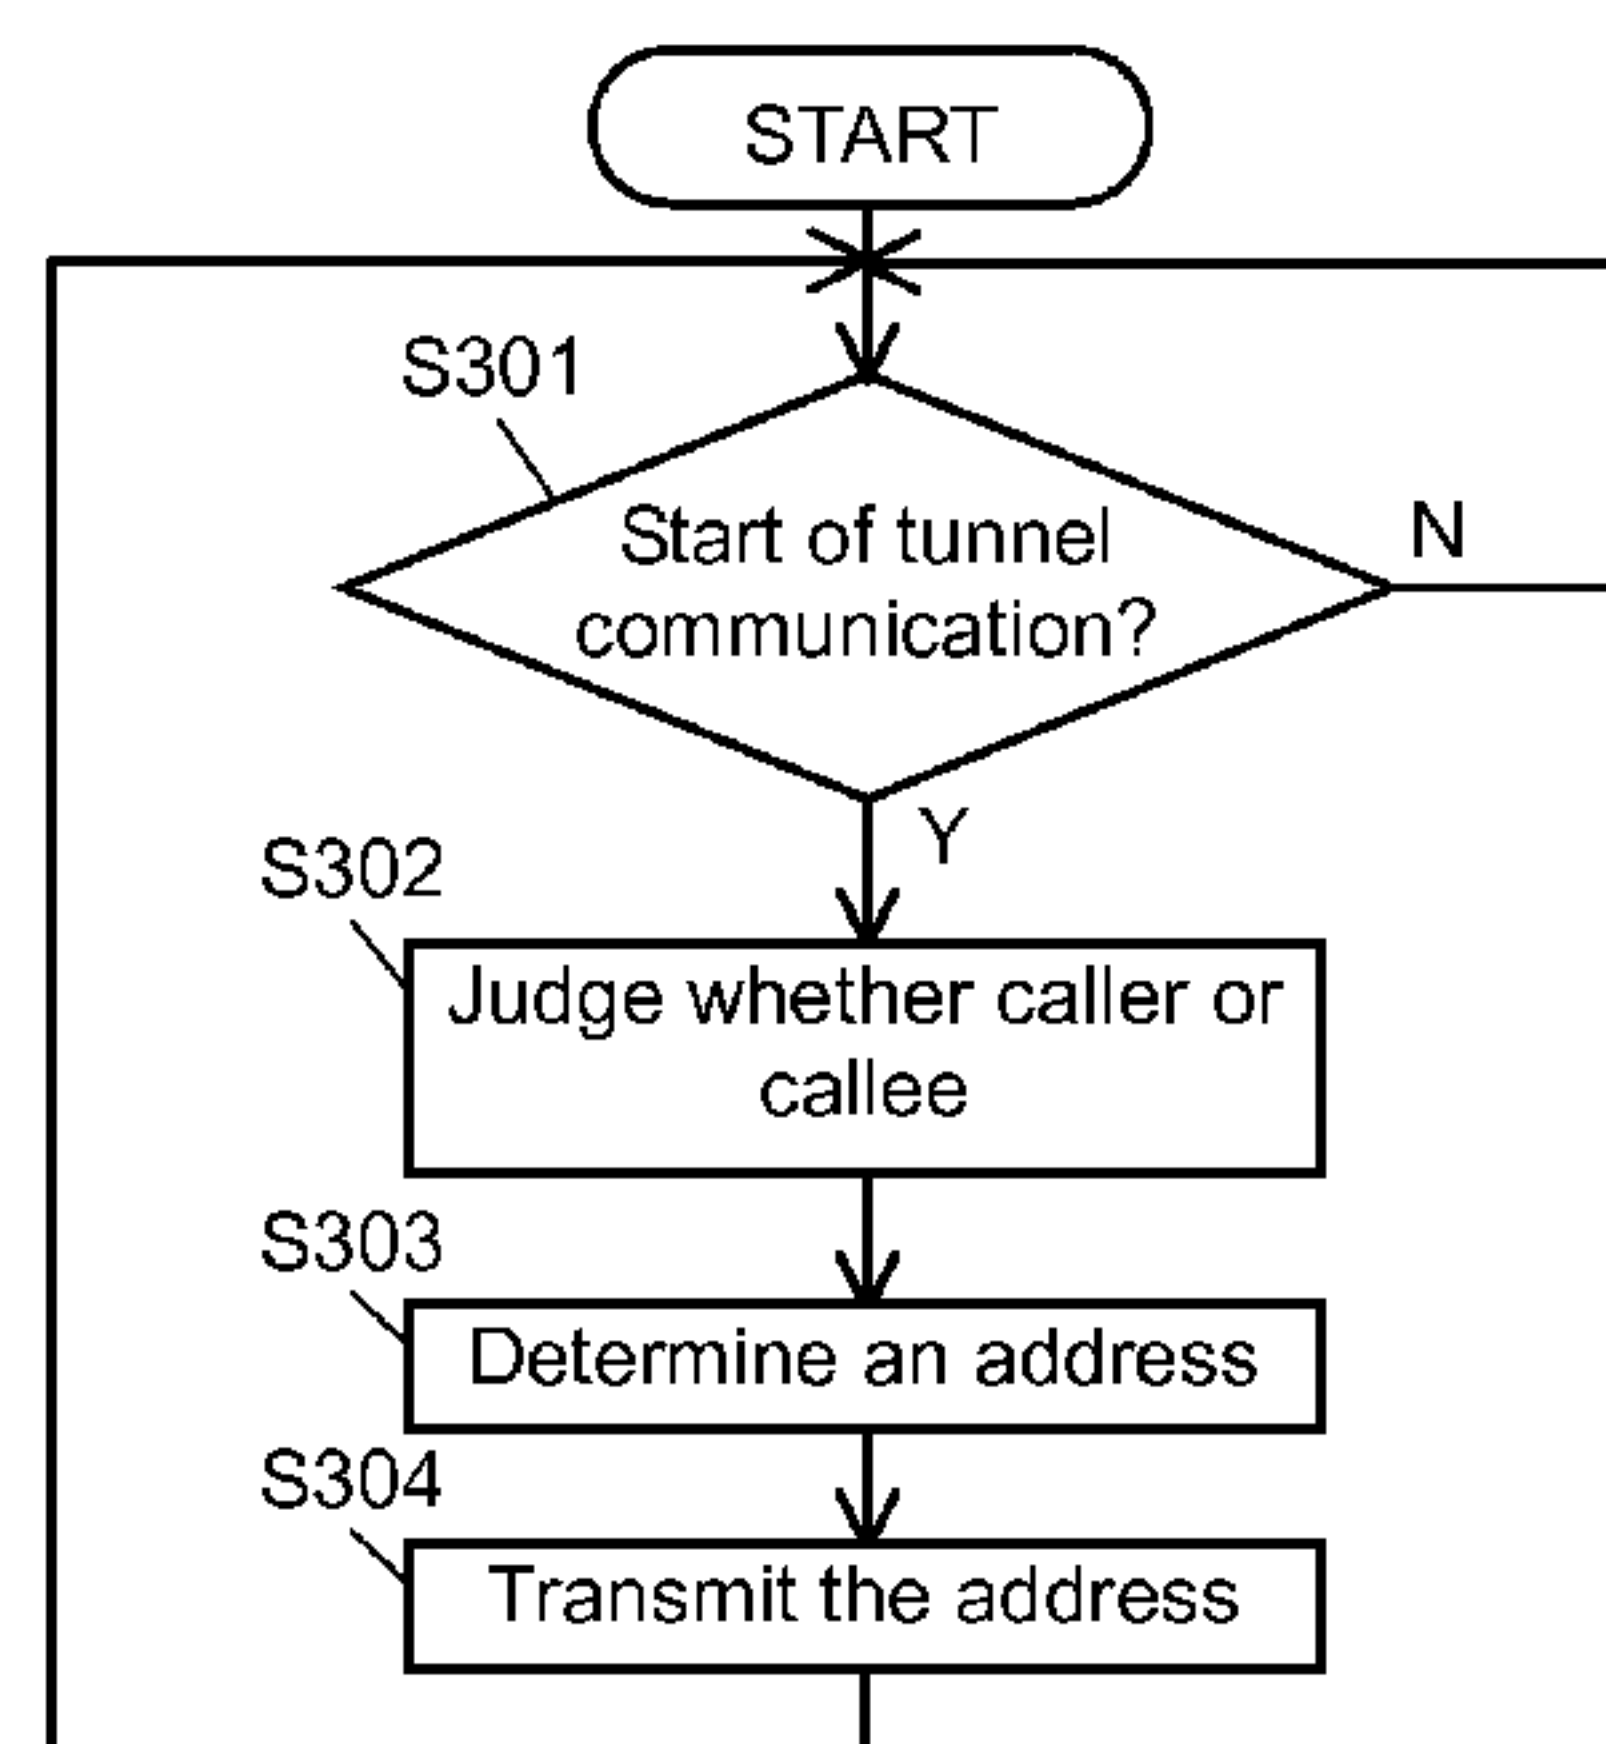 START
S301
Start of tunnel
communication?
N
Y
S302
Judge whether caller or
callee
S303
Determine an address
S304
Transmit the address